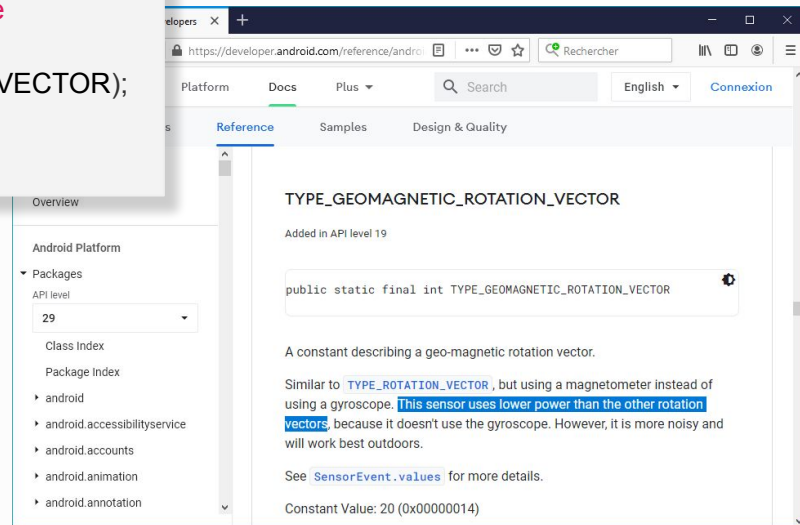 e
VECTOR);
elopers × +
https://developer.android.com/reference/androi
Rechercher
Platform Docs Plus Search English Connexion
s Reference Samples Design & Quality
Overview
Android Platform
Packages
API level
29
Class Index
Package Index
android
android.accessibilityservice
android.accounts
android.animation
android.annotation
TYPE_GEOMAGNETIC_ROTATION_VECTOR
Added in API level 19
public static final int TYPE_GEOMAGNETIC_ROTATION_VECTOR
A constant describing a geo-magnetic rotation vector.
Similar to TYPE_ROTATION_VECTOR, but using a magnetometer instead of
using a gyroscope. This sensor uses lower power than the other rotation
vectors, because it doesn't use the gyroscope. However, it is more noisy and
will work best outdoors.
See SensorEvent.values for more details.
Constant Value: 20 (0x00000014)